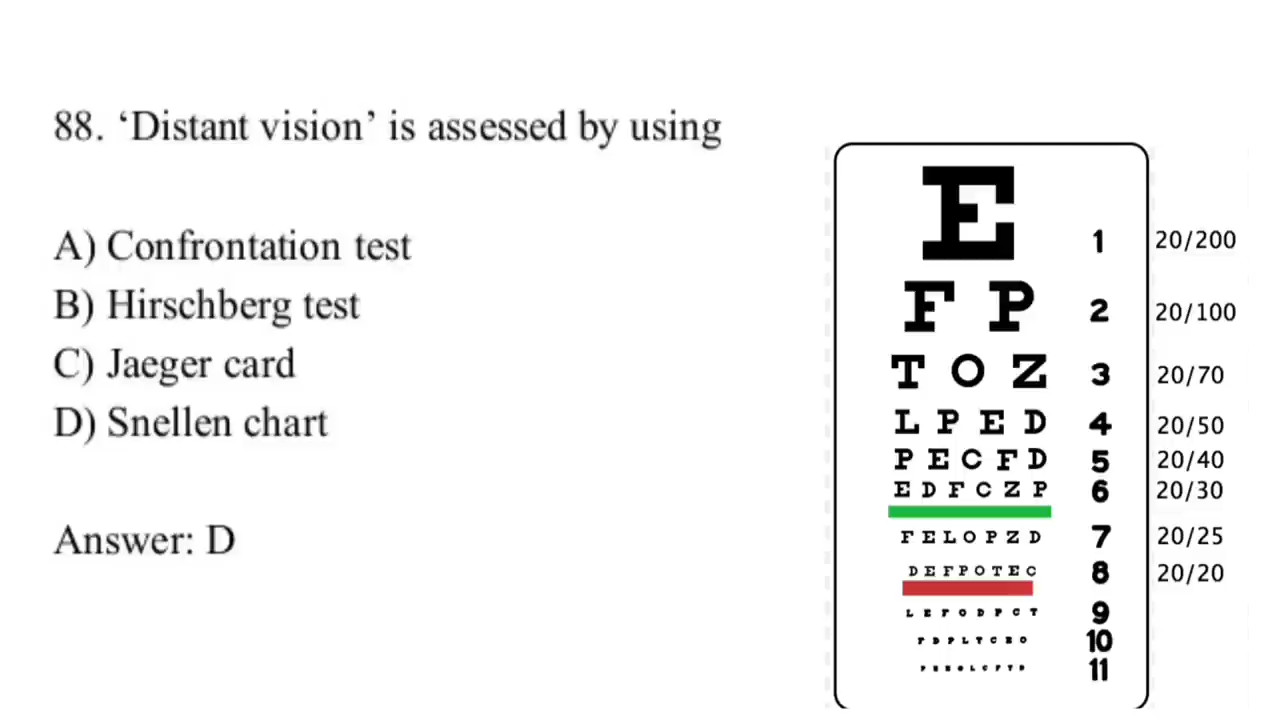 88. ‘Distant vision’ is assessed by using
A) Confrontation test
B) Hirschberg test
C) Jaeger card
D) Snellen chart
Answer: D
E 1 20/200
F P 2 20/100
T O Z 3 20/70
L P E D 4 20/50
P E C F D 5 20/40
E D F C Z P 6 20/30
F E L O P Z D 7 20/25
D E F P O T E C 8 20/20
9
10
11